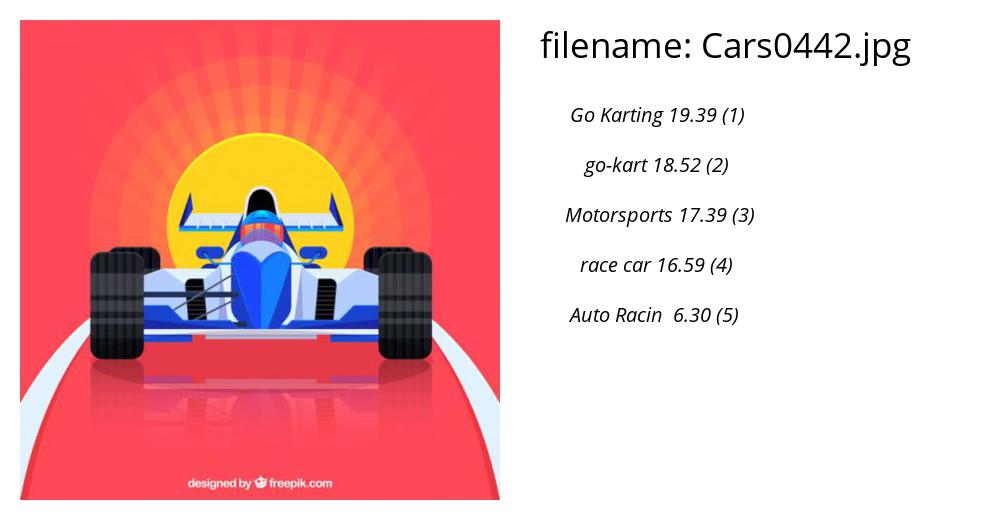 filename: Cars0442.jpg
Go Karting 19.39 (1)
go-kart 18.52 (2)
Motorsports 17.39 (3)
race car 16.59 (4)
Auto Racin 6.30 (5)
designed by freepik.com